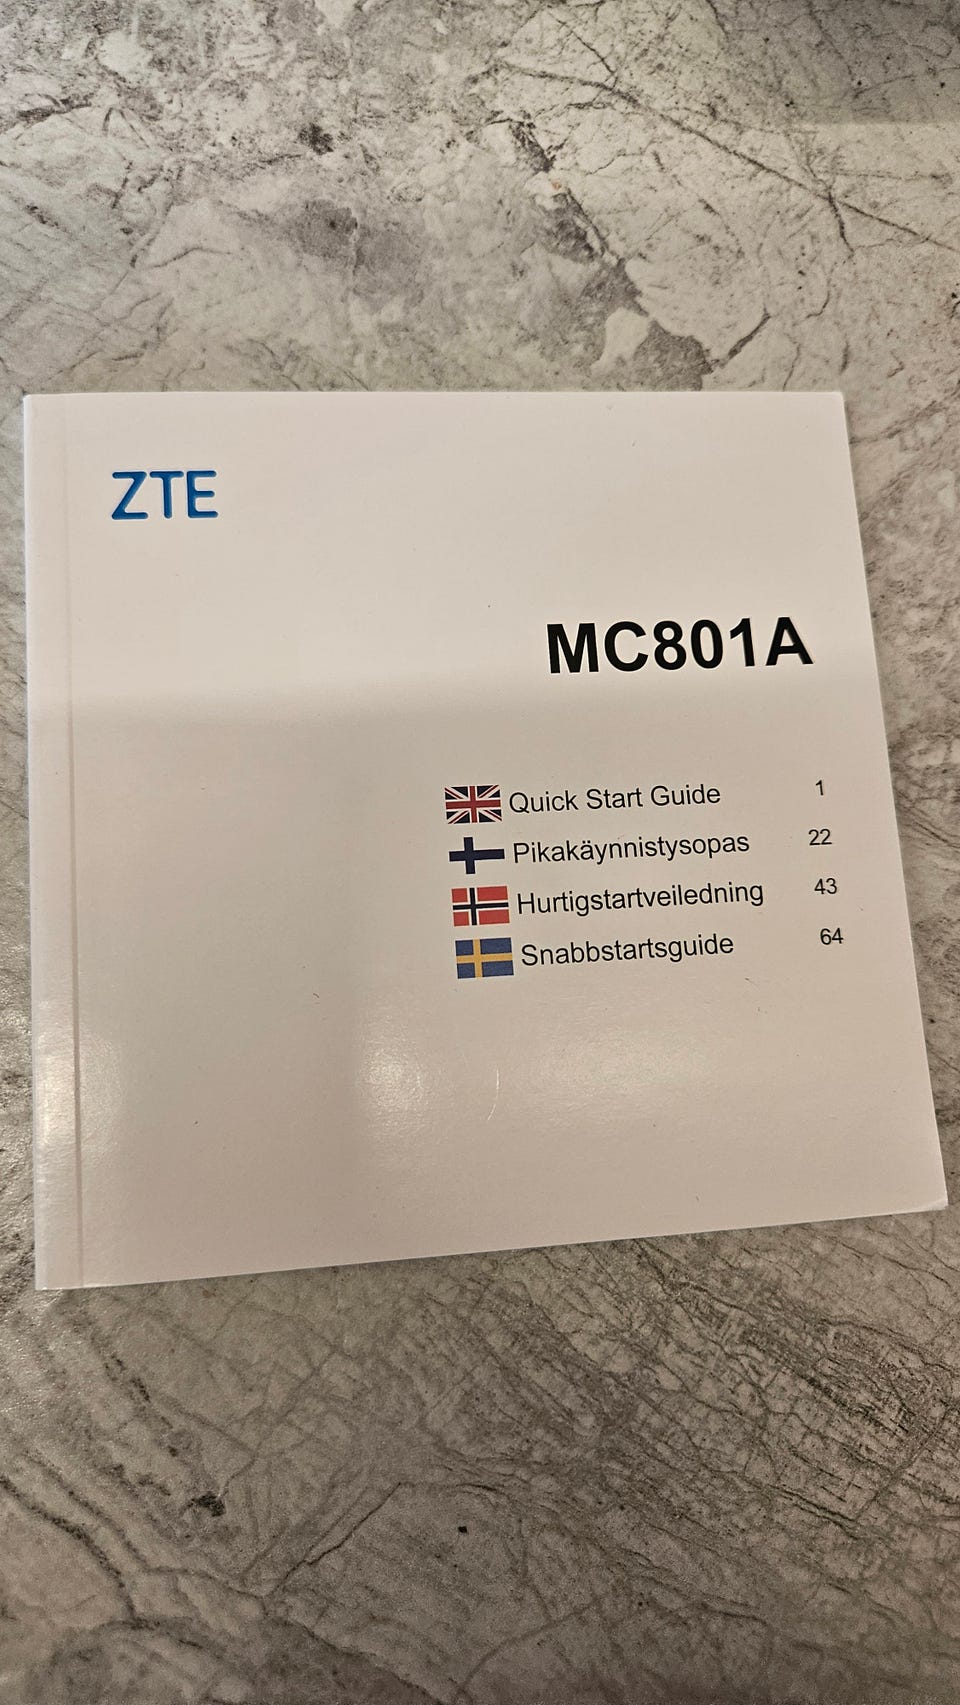 ZTE
MC801A
Quick Start Guide 1
Pikakäynnistysopas 22
Hurtigstartveiledning 43
Snabbstartsguide 64